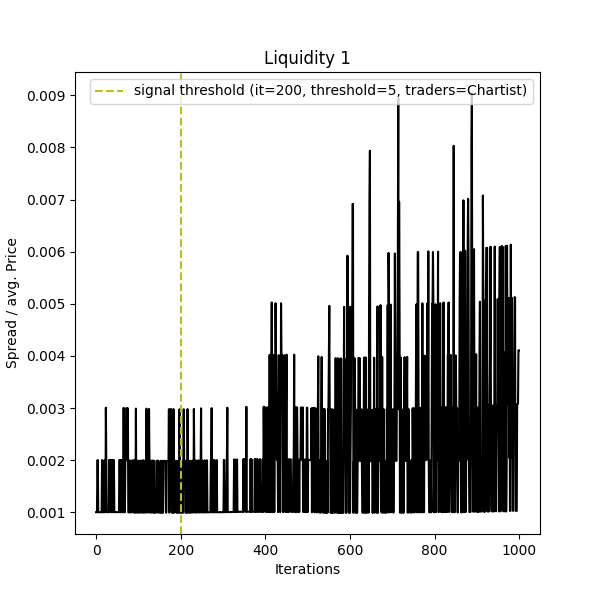 Liquidity 1
signal threshold (it=200, threshold=5, traders=Chartist)
0.009
0.008
0.007
0.006
0.005
0.004
0.003
0.002
0.001
Spread / avg. Price
0 200 400 600 800 1000
Iterations